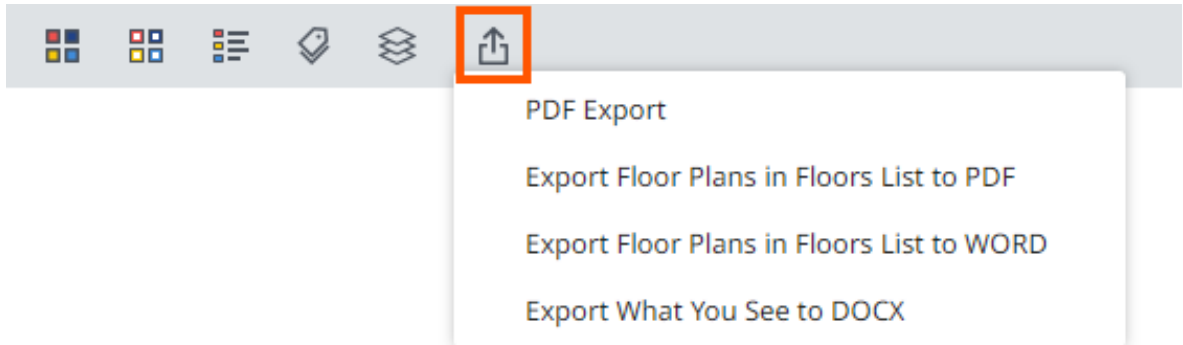 PDF Export
Export Floor Plans in Floors List to PDF
Export Floor Plans in Floors List to WORD
Export What You See to DOCX